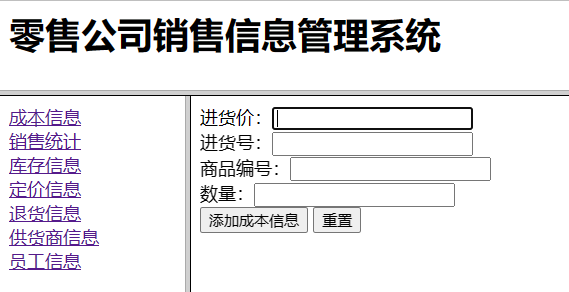 零售公司销售信息管理系统
成本信息
销售统计
库存信息
定价信息
退货信息
供货商信息
员工信息
进货价：
进货号：
商品编号：
数量：
添加成本信息 重置